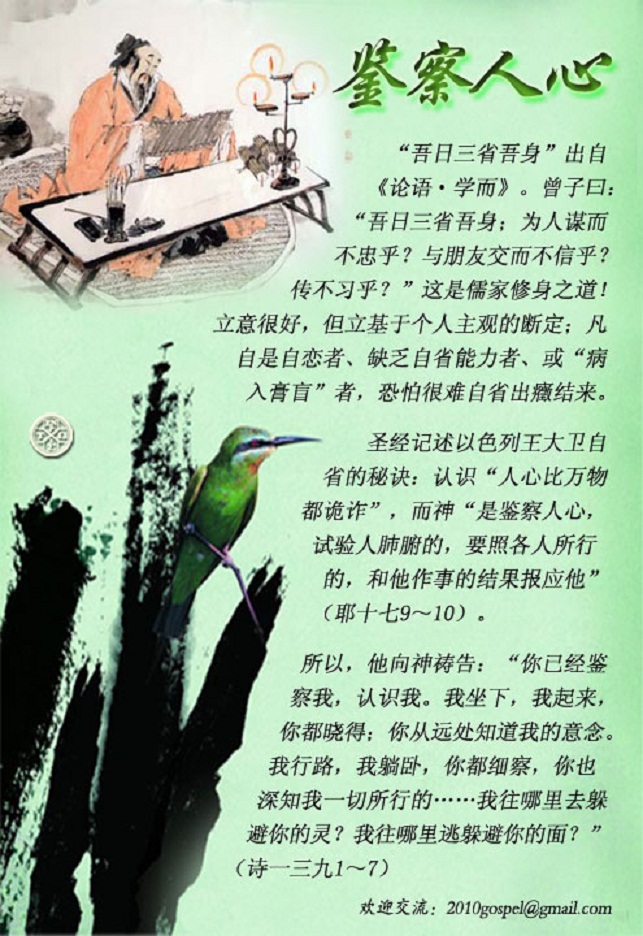 鉴察人心
“吾日三省吾身”出自
《论语·学而》。曾子曰：
“吾日三省吾身；为人谋而
不忠乎？与朋友交而不信乎？
传不习乎？”这是儒家修身之道！
立意很好，但立基于个人主观的断定；凡
自是自恋者、缺乏自省能力者、或“病
入膏盲”者，恐怕很难自省出癥结来。
圣经记述以色列王大卫自
省的秘诀：认识“人心比万物
都诡诈”，而神“是鉴察人心，
试验人肺腑的，要照各人所行
的，和他作事的结果报应他”
（耶十七9～10）。
所以，他向神祷告：“你已经鉴
察我，认识我。我坐下，我起来，
你都晓得；你从远处知道我的意念。
我行路，我躺卧，你都细察，你也
深知我一切所行的……我往哪里去躲
避你的灵？我往哪里逃躲避你的面？”
（诗一三九1～7）
欢迎交流：2010gospel@gmail.com